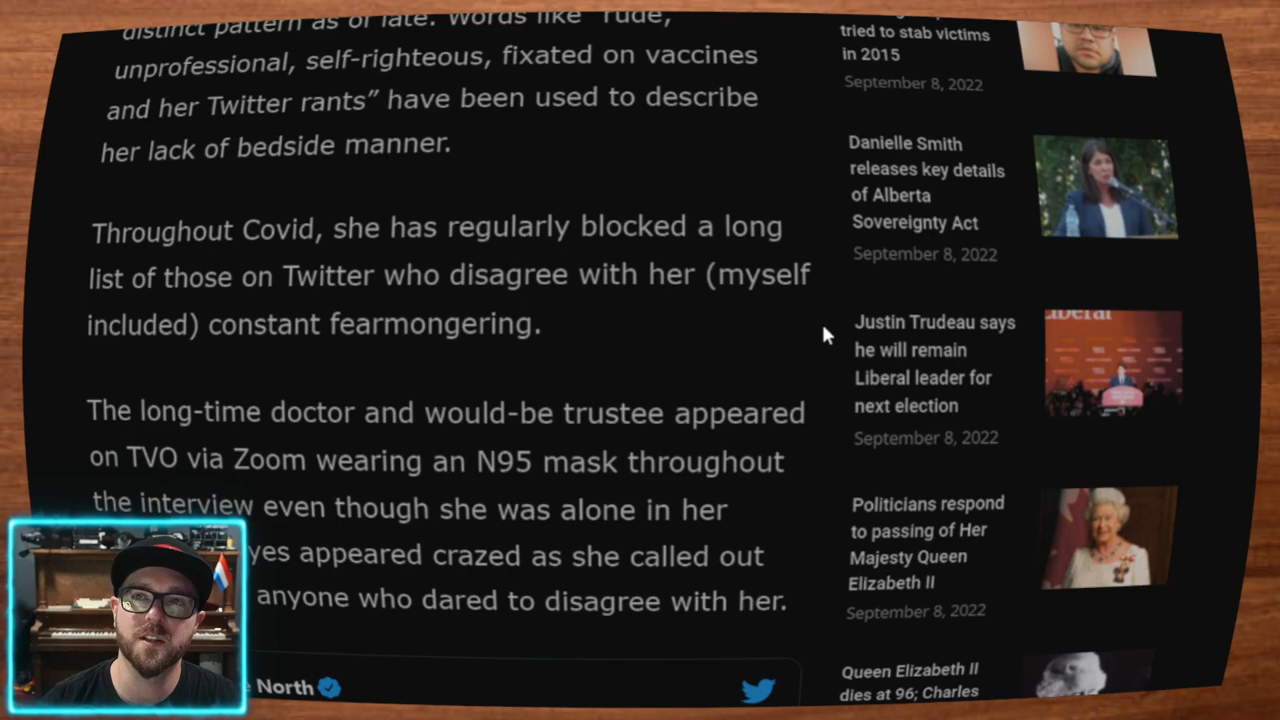 distinct pattern as of late. Words like "rude,
unprofessional, self-righteous, fixated on vaccines
and her Twitter rants” have been used to describe
her lack of bedside manner.
Throughout Covid, she has regularly blocked a long
list of those on Twitter who disagree with her (myself
included) constant fearmongering.
The long-time doctor and would-be trustee appeared
on TVO via Zoom wearing an N95 mask throughout
the interview even though she was alone in her
yes appeared crazed as she called out
anyone who dared to disagree with her.
North
tried to stab victims
in 2015
September 8, 2022
Danielle Smith
releases key details
of Alberta
Sovereignty Act
September 8, 2022
Justin Trudeau says
he will remain
Liberal leader for
next election
September 8, 2022
Liberal
Politicians respond
to passing of Her
Majesty Queen
Elizabeth II
September 8, 2022
Queen Elizabeth II
dies at 96; Charles